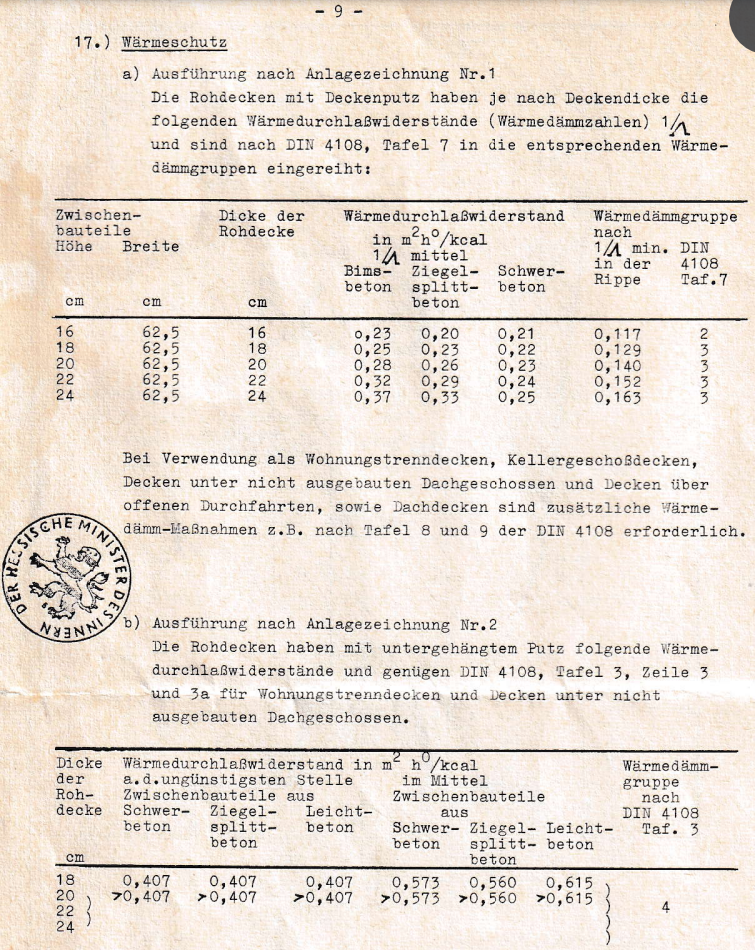 - 9 -
17.) Wärmeschutz
a) Ausführung nach Anlagezeichnung Nr.1
Die Rohdecken mit Deckenputz haben je nach Deckendicke die
folgenden Wärmedurchlaßwiderstände (Wärmedämmzahlen) 1/Λ
und sind nach DIN 4108, Tafel 7 in die entsprechenden Wärme-
dämmgruppen eingereiht:
Zwischen- Dicke der Wärmedurchlaßwiderstand Wärmedämmgruppe
bauteile Rohdecke in m²h°/kcal nach
Höhe Breite 1/Λ mittel 1/Λ min. DIN
Bims- Ziegel- Schwer- in der 4108
beton splitt- beton Rippe Taf.7
cm cm cm beton
16 62,5 16 o,23 0,20 0,21 0,117 2
18 62,5 18 0,25 0,23 0,22 0,129 3
20 62,5 20 0,28 0,26 0,23 0,140 3
22 62,5 22 0,32 0,29 0,24 0,152 3
24 62,5 24 0,37 0,33 0,25 0,163 3
Bei Verwendung als Wohnungstrenndecken, Kellergeschoßdecken,
Decken unter nicht ausgebauten Dachgeschossen und Decken über
offenen Durchfahrten, sowie Dachdecken sind zusätzliche Wärme-
dämm-Maßnahmen z.B. nach Tafel 8 und 9 der DIN 4108 erforderlich.
DER HESSISCHE MINISTER DES INNERN
b) Ausführung nach Anlagezeichnung Nr.2
Die Rohdecken haben mit untergehängtem Putz folgende Wärme-
durchlaßwiderstände und genügen DIN 4108, Tafel 3, Zeile 3
und 3a für Wohnungstrenndecken und Decken unter nicht
ausgebauten Dachgeschossen.
Dicke Wärmedurchlaßwiderstand in m² h°/kcal Wärmedämm-
der a.d.ungünstigsten Stelle im Mittel gruppe
Roh- Zwischenbauteile aus Zwischenbauteile nach
decke Schwer- Ziegel- Leicht- aus DIN 4108
beton splitt- beton Schwer- Ziegel- Leicht- Taf. 3
beton beton splitt- beton
cm beton
18 0,407 0,407 0,407 0,573 0,560 0,615
20 >0,407 >0,407 >0,407 >0,573 >0,560 >0,615
22 4
24